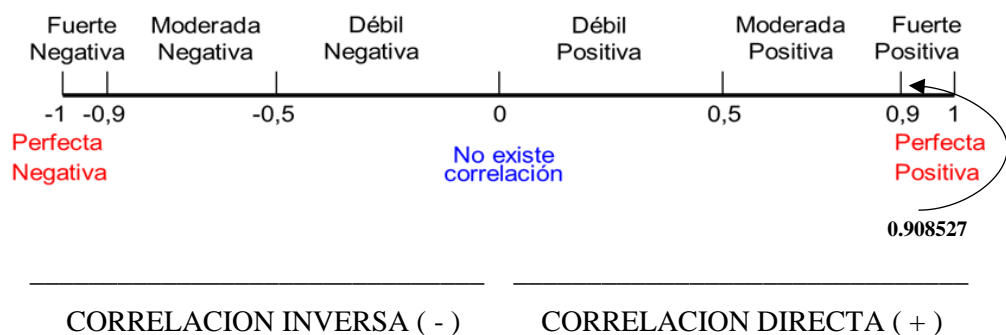 Fuerte Moderada Débil Débil Moderada Fuerte
Negativa Negativa Negativa Positiva Positiva Positiva
-1 -0,9 -0,5 0 0,5 0,9 1
Perfecta No existe Perfecta
Negativa correlación Positiva
0.908527
CORRELACION INVERSA ( - ) CORRELACION DIRECTA ( + )